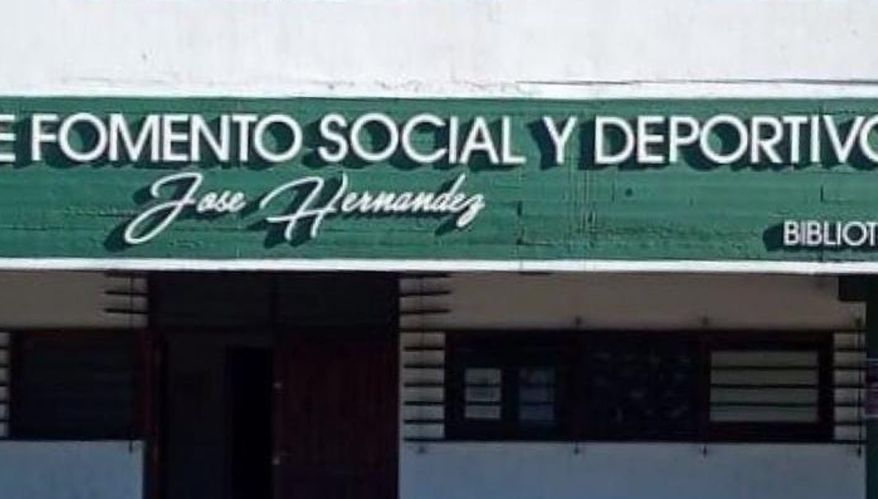 E FOMENTO SOCIAL Y DEPORTIVO
Jose Hernandez
BIBLIOT